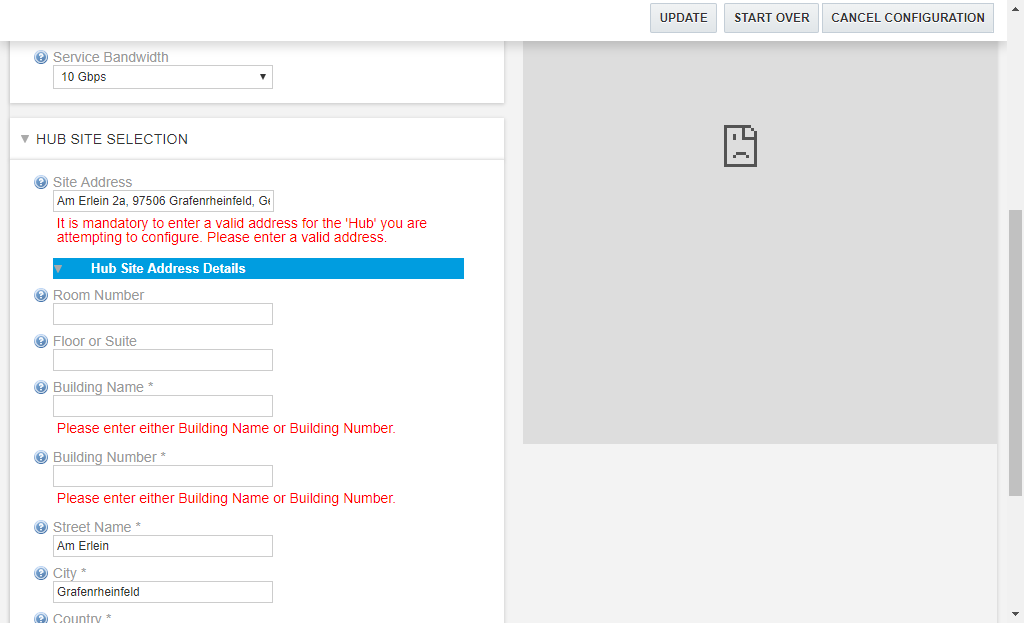 UPDATE
START OVER
CANCEL CONFIGURATION
Service Bandwidth
10 Gbps
HUB SITE SELECTION
Site Address
Am Erlein 2a, 97506 Grafenrheinfeld, Ge
It is mandatory to enter a valid address for the 'Hub' you are
attempting to configure. Please enter a valid address.
Hub Site Address Details
Room Number
Floor or Suite
Building Name *
Please enter either Building Name or Building Number.
Building Number *
Please enter either Building Name or Building Number.
Street Name *
Am Erlein
City *
Grafenrheinfeld
Country *